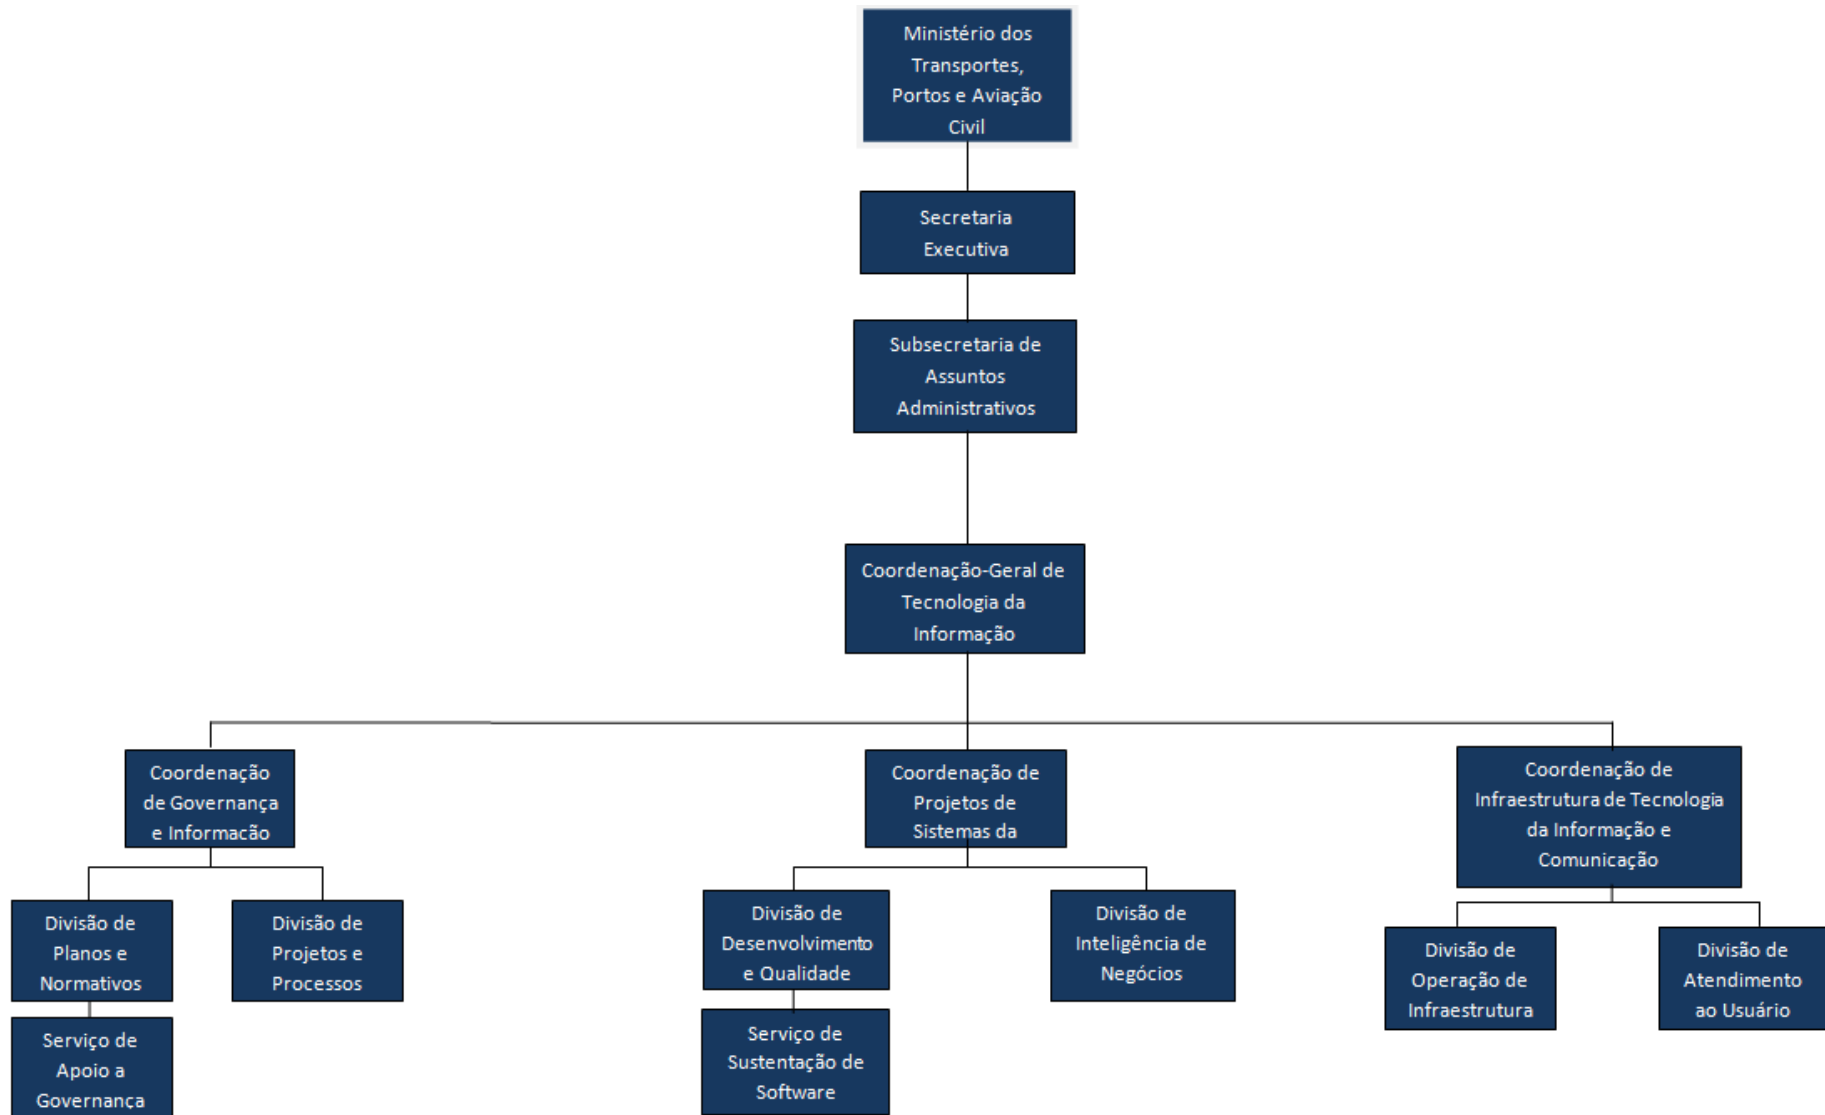 Ministério dos
Transportes,
Portos e Aviação
Civil
Secretaria
Executiva
Subsecretaria de
Assuntos
Administrativos
Coordenação-Geral de
Tecnologia da
Informação
Coordenação
de Governança
e Informacão
Coordenação de
Projetos de
Sistemas da
Coordenação de
Infraestrutura de Tecnologia
da Informação e
Comunicação
Divisão de
Planos e
Normativos
Divisão de
Projetos e
Processos
Divisão de
Desenvolvimento
e Qualidade
Divisão de
Inteligência de
Negócios
Divisão de
Operação de
Infraestrutura
Divisão de
Atendimento
ao Usuário
Serviço de
Apoio a
Governança
Serviço de
Sustentação de
Software